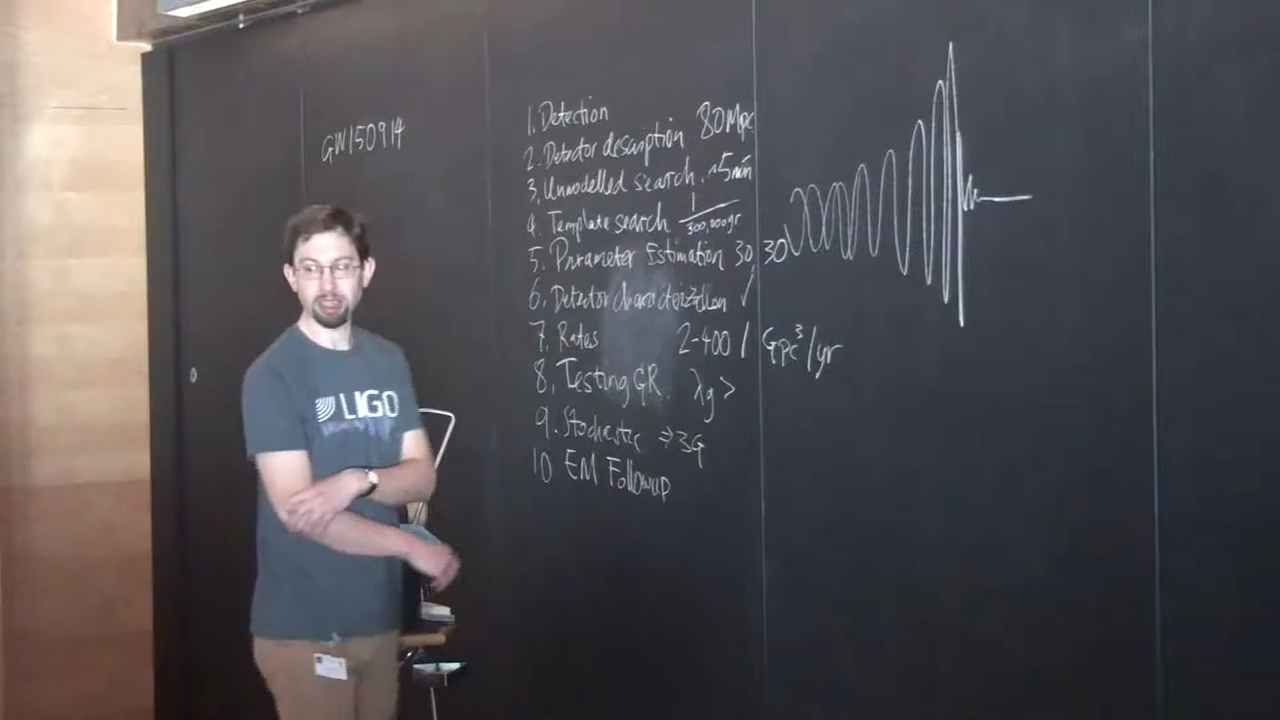 GW150914
1. Detection
2. Detector description 80Mpc
3. Unmodelled search. ~5min
4. Template search 1/300,000yr
5. Parameter Estimation 30, 30
6. Detector characterization ✓
7. Rates 2-400 / Gpc³/yr
8. Testing GR. λg >
9. Stochastic ⇒ 3G
10 EM Followup
LIGO